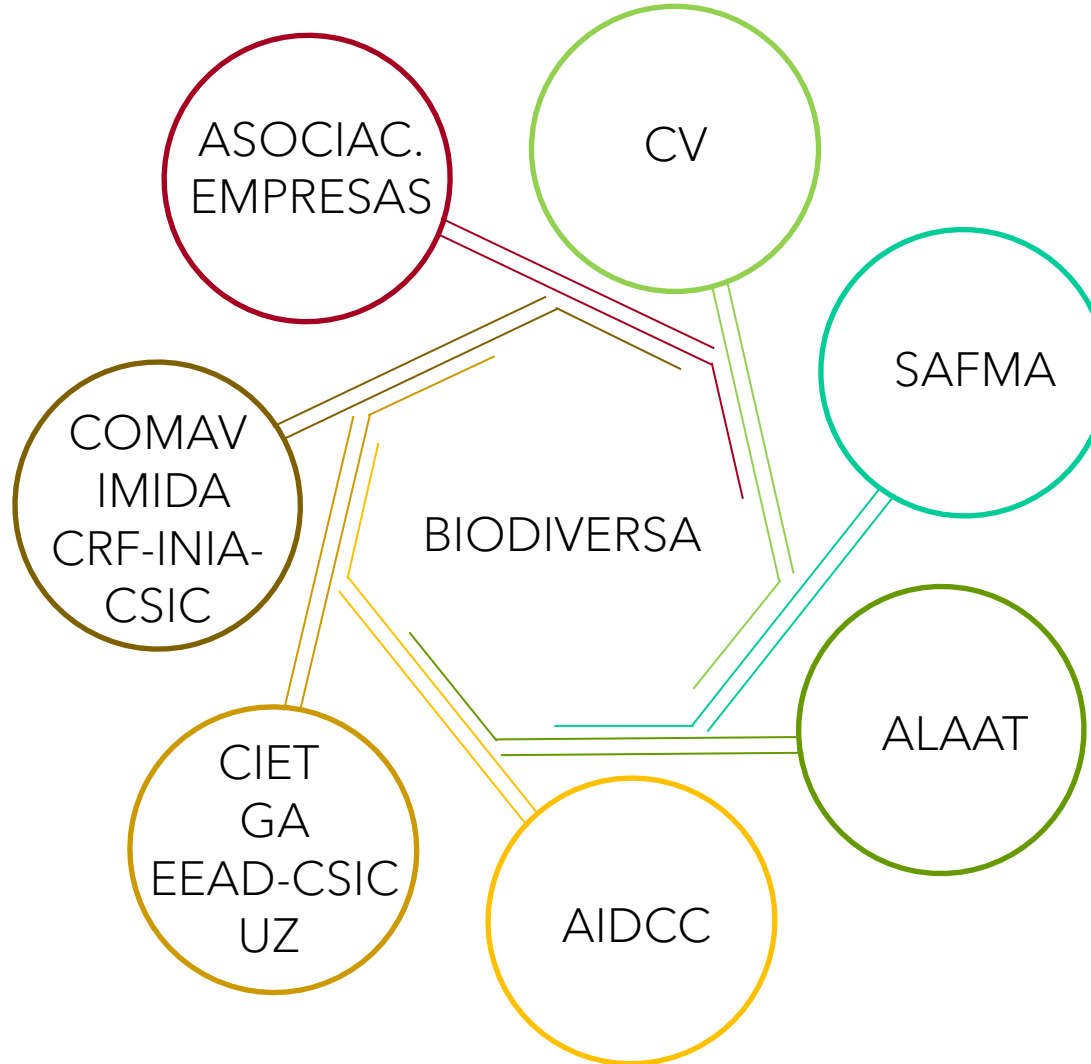 ASOCIAC.
EMPRESAS
CV
SAFMA
COMAV
IMIDA
CRF-INIA-
CSIC
BIODIVERSA
ALAAT
CIET
GA
EEAD-CSIC
UZ
AIDCC